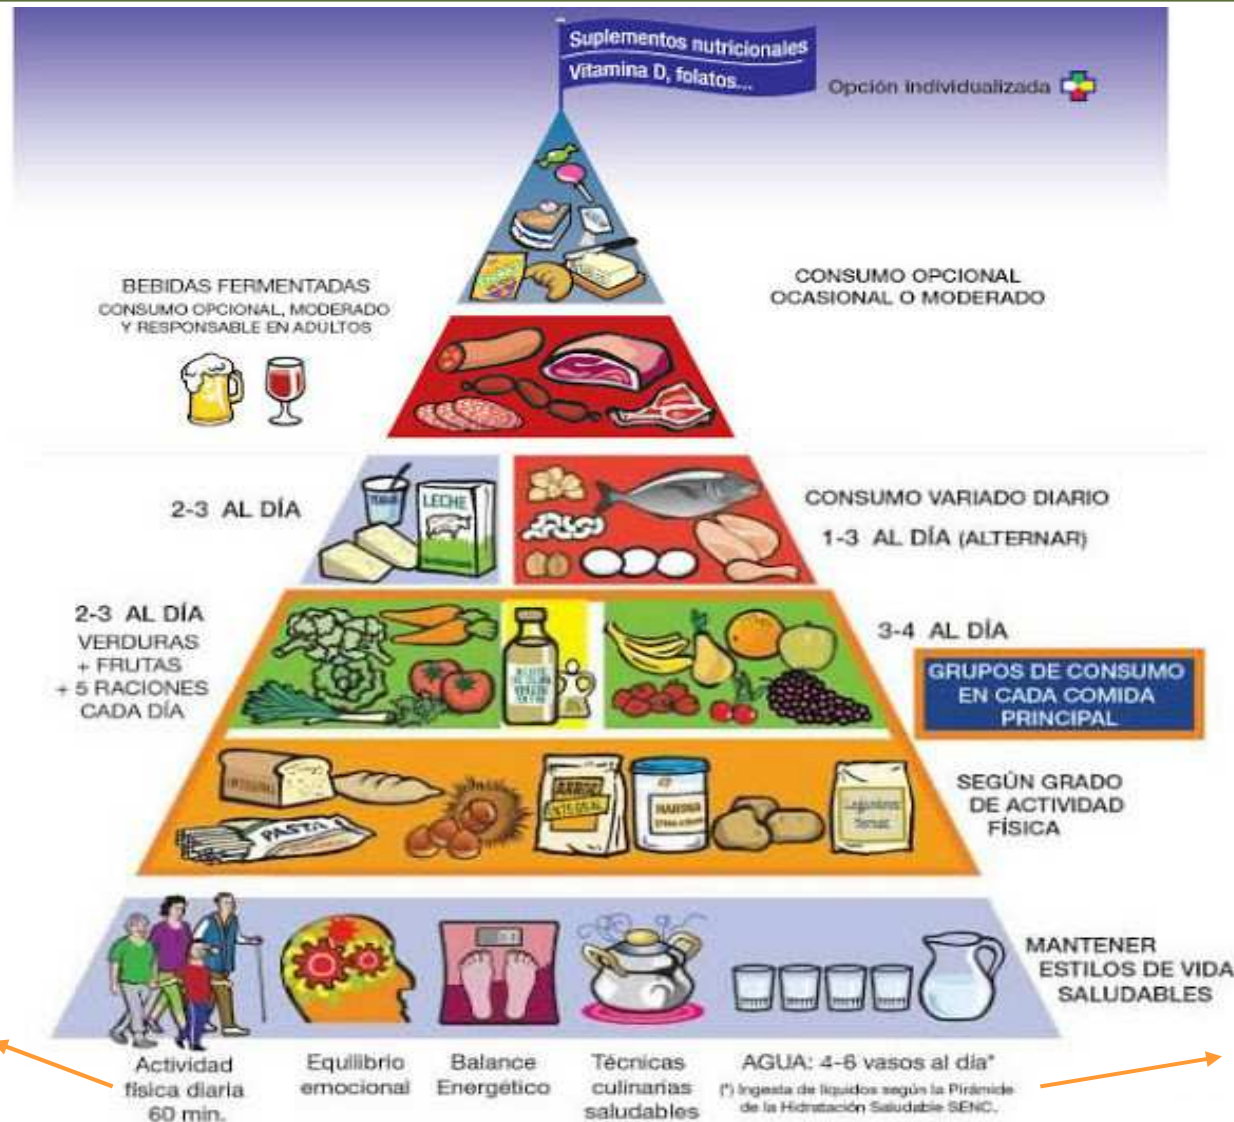 Suplementos nutricionales
Vitamina D, folatos...
Opción individualizada
BEBIDAS FERMENTADAS
CONSUMO OPCIONAL, MODERADO
Y RESPONSABLE EN ADULTOS
CONSUMO OPCIONAL
OCASIONAL O MODERADO
2-3 AL DÍA
LECHE
CONSUMO VARIADO DIARIO
1-3 AL DÍA (ALTERNAR)
2-3 AL DÍA
VERDURAS
+ FRUTAS
+ 5 RACIONES
CADA DÍA
3-4 AL DÍA
GRUPOS DE CONSUMO
EN CADA COMIDA
PRINCIPAL
INTEGRAL
PASTA
ARROZ
INTEGRAL
HARINA
SEGÚN GRADO
DE ACTIVIDAD
FÍSICA
MANTENER
ESTILOS DE VIDA
SALUDABLES
Actividad
física diaria
60 min.
Equilibrio
emocional
Balance
Energético
Técnicas
culinarias
saludables
AGUA: 4-6 vasos al día*
(*) Ingesta de líquidos según la Pirámide
de la Hidratación Saludable SENC.